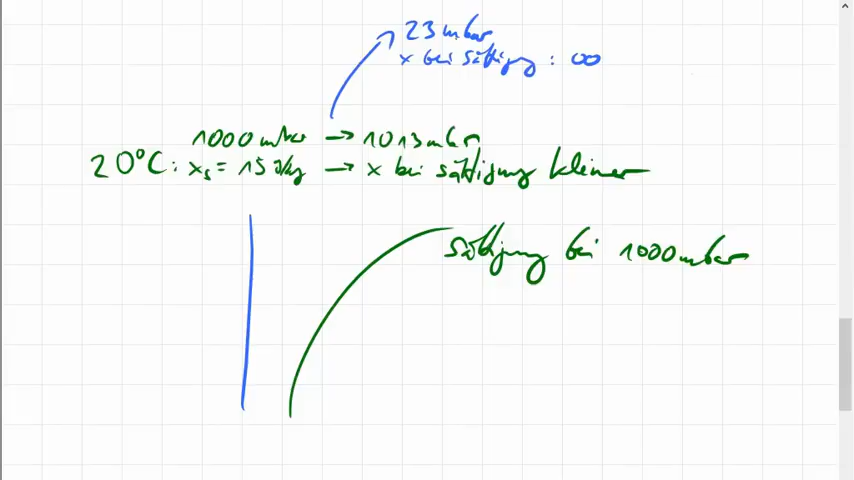 23 mbar
x bei Sättigung : ∞
1000 mbar → 1013 mbar
20°C : xₛ = 15 g/kg → x bei Sättigung kleiner
Sättigung bei 1000 mbar